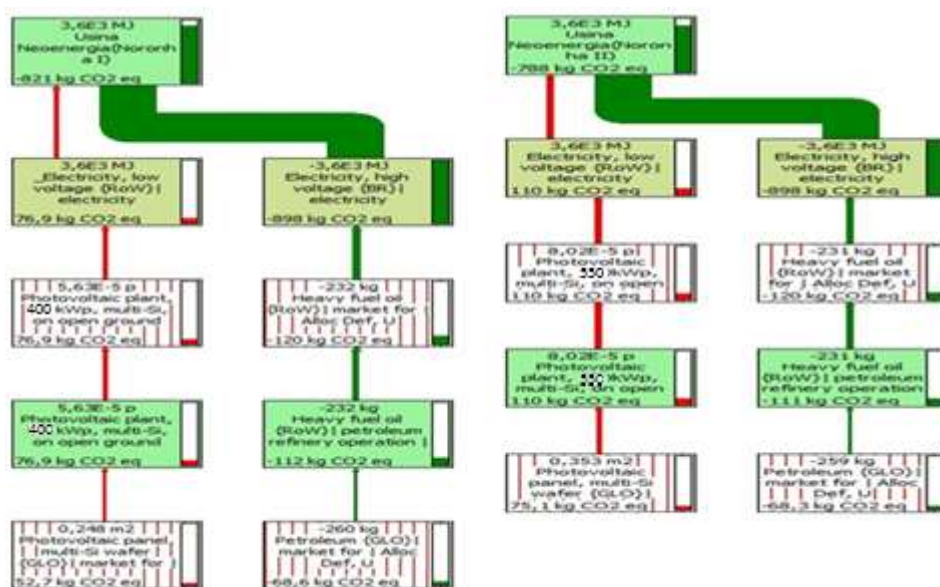 3,6E3 MJ
Usina
Neoenergia(Noronh
a I)
-821 kg CO2 eq
3,6E3 MJ
_Electricity, low
voltage {RoW}|
electricity
76,9 kg CO2 eq
-3,6E3 MJ
Electricity, high
voltage {BR}|
electricity
-898 kg CO2 eq
5,63E-5 p
Photovoltaic plant,
400 kWp, multi-Si,
on open ground
76,9 kg CO2 eq
-232 kg
Heavy fuel oil
{RoW}| market for |
Alloc Def, U
-120 kg CO2 eq
5,63E-5 p
Photovoltaic plant,
400 kWp, multi-Si,
on open ground
76,9 kg CO2 eq
-232 kg
Heavy fuel oil
{RoW}| petroleum
refinery operation |
-112 kg CO2 eq
0,248 m2
Photovoltaic panel,
multi-Si wafer
{GLO}| market for |
52,7 kg CO2 eq
-260 kg
Petroleum {GLO}|
market for | Alloc
Def, U
-68,6 kg CO2 eq
3,6E3 MJ
Usina
Neoenergia(Noron
ha II)
-788 kg CO2 eq
3,6E3 MJ
Electricity, low
voltage {RoW}|
electricity
110 kg CO2 eq
-3,6E3 MJ
Electricity, high
voltage {BR}|
electricity
-898 kg CO2 eq
8,02E-5 p
Photovoltaic
plant, 550 kWp,
multi-Si, on open
110 kg CO2 eq
-231 kg
Heavy fuel oil
{RoW}| market
for | Alloc Def, U
-120 kg CO2 eq
8,02E-5 p
Photovoltaic
plant, kWp,
multi-Si, on open
110 kg CO2 eq
-231 kg
Heavy fuel oil
{RoW}| petroleum
refinery operation
-111 kg CO2 eq
0,353 m2
Photovoltaic
panel, multi-Si
wafer {GLO}|
75,1 kg CO2 eq
-259 kg
Petroleum {GLO}|
market for | Alloc
Def, U
-68,3 kg CO2 eq